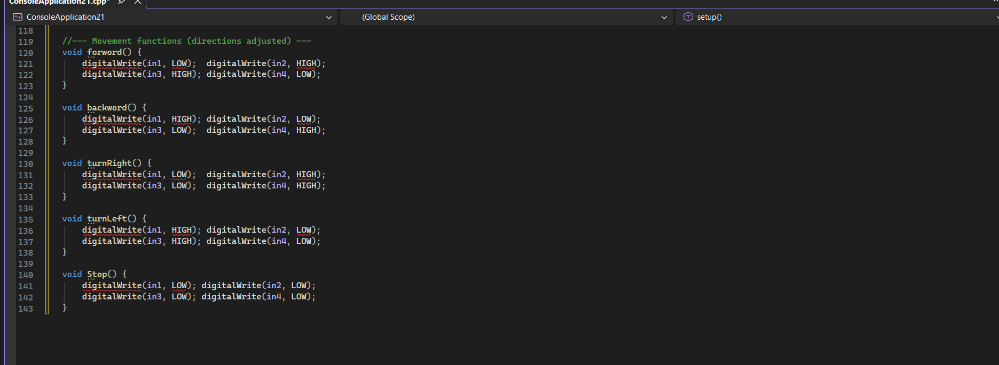 ConsoleApplication21.cpp*
ConsoleApplication21 (Global Scope) setup()
118
119 //--- Movement functions (directions adjusted) ---
120 void forword() {
121 digitalWrite(in1, LOW);  digitalWrite(in2, HIGH);
122 digitalWrite(in3, HIGH); digitalWrite(in4, LOW);
123 }
124
125 void backword() {
126 digitalWrite(in1, HIGH); digitalWrite(in2, LOW);
127 digitalWrite(in3, LOW);  digitalWrite(in4, HIGH);
128 }
129
130 void turnRight() {
131 digitalWrite(in1, LOW);  digitalWrite(in2, HIGH);
132 digitalWrite(in3, LOW);  digitalWrite(in4, HIGH);
133 }
134
135 void turnLeft() {
136 digitalWrite(in1, HIGH); digitalWrite(in2, LOW);
137 digitalWrite(in3, HIGH); digitalWrite(in4, LOW);
138 }
139
140 void Stop() {
141 digitalWrite(in1, LOW); digitalWrite(in2, LOW);
142 digitalWrite(in3, LOW); digitalWrite(in4, LOW);
143 }